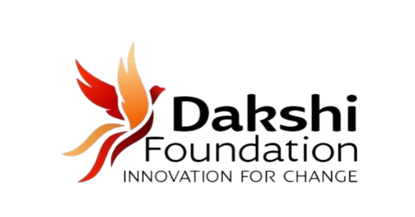 Dakshi
Foundation
INNOVATION FOR CHANGE